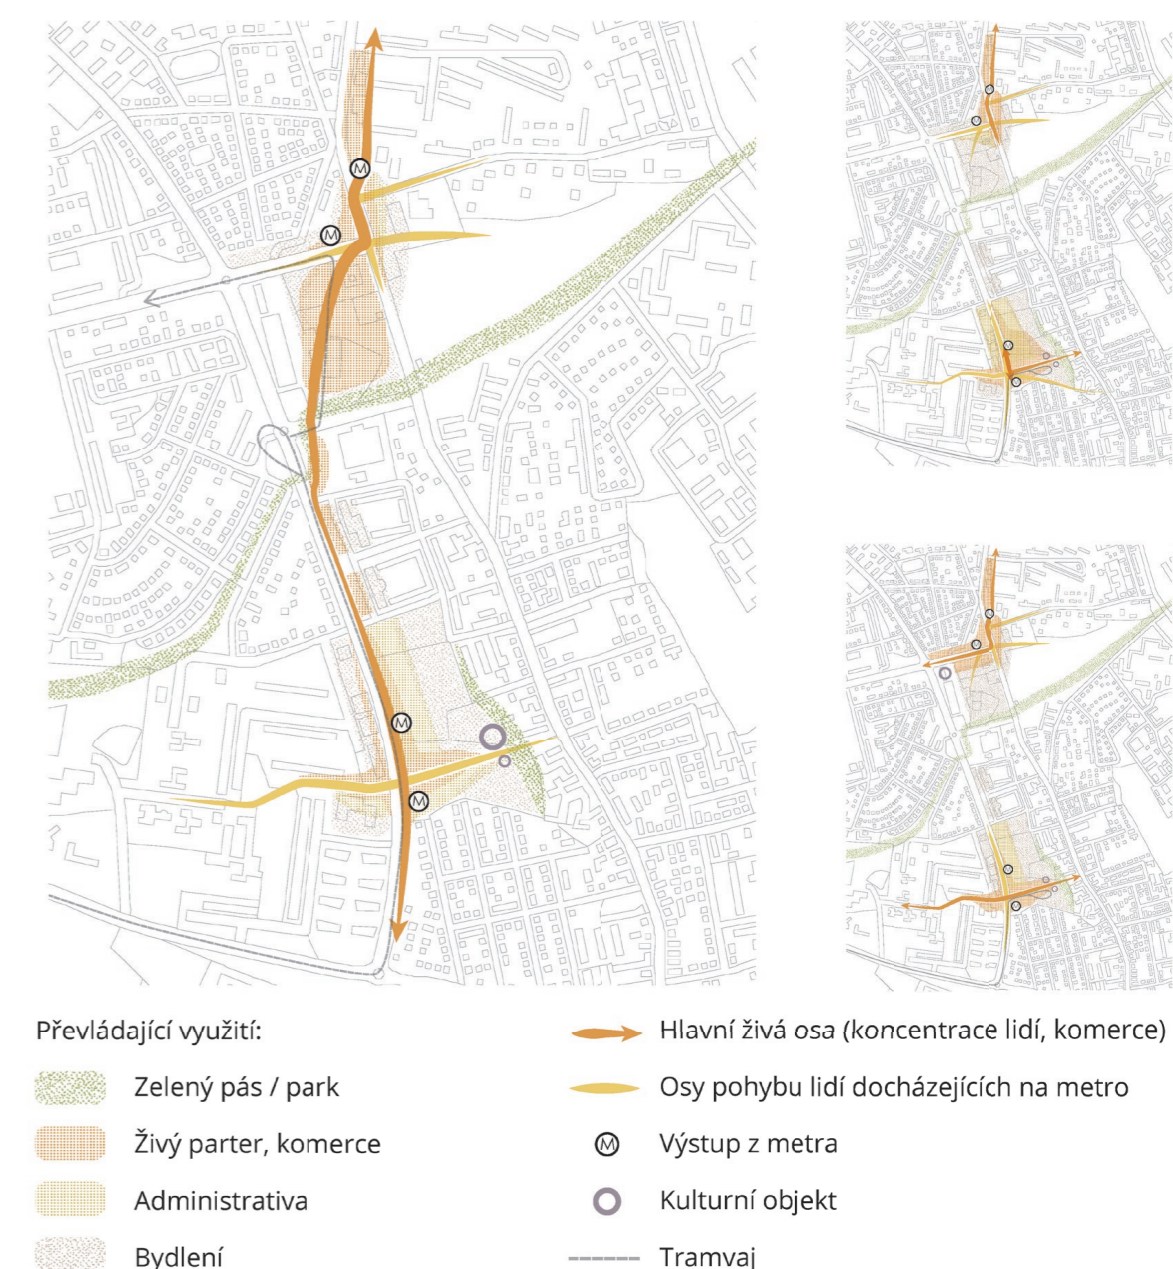 M
M
M
M
M
M
M
M
M
M
M
M
Převládající využití:
Zelený pás / park
Živý parter, komerce
Administrativa
Bydlení
Hlavní živá osa (koncentrace lidí, komerce)
Osy pohybu lidí docházejících na metro
M Výstup z metra
Kulturní objekt
Tramvaj